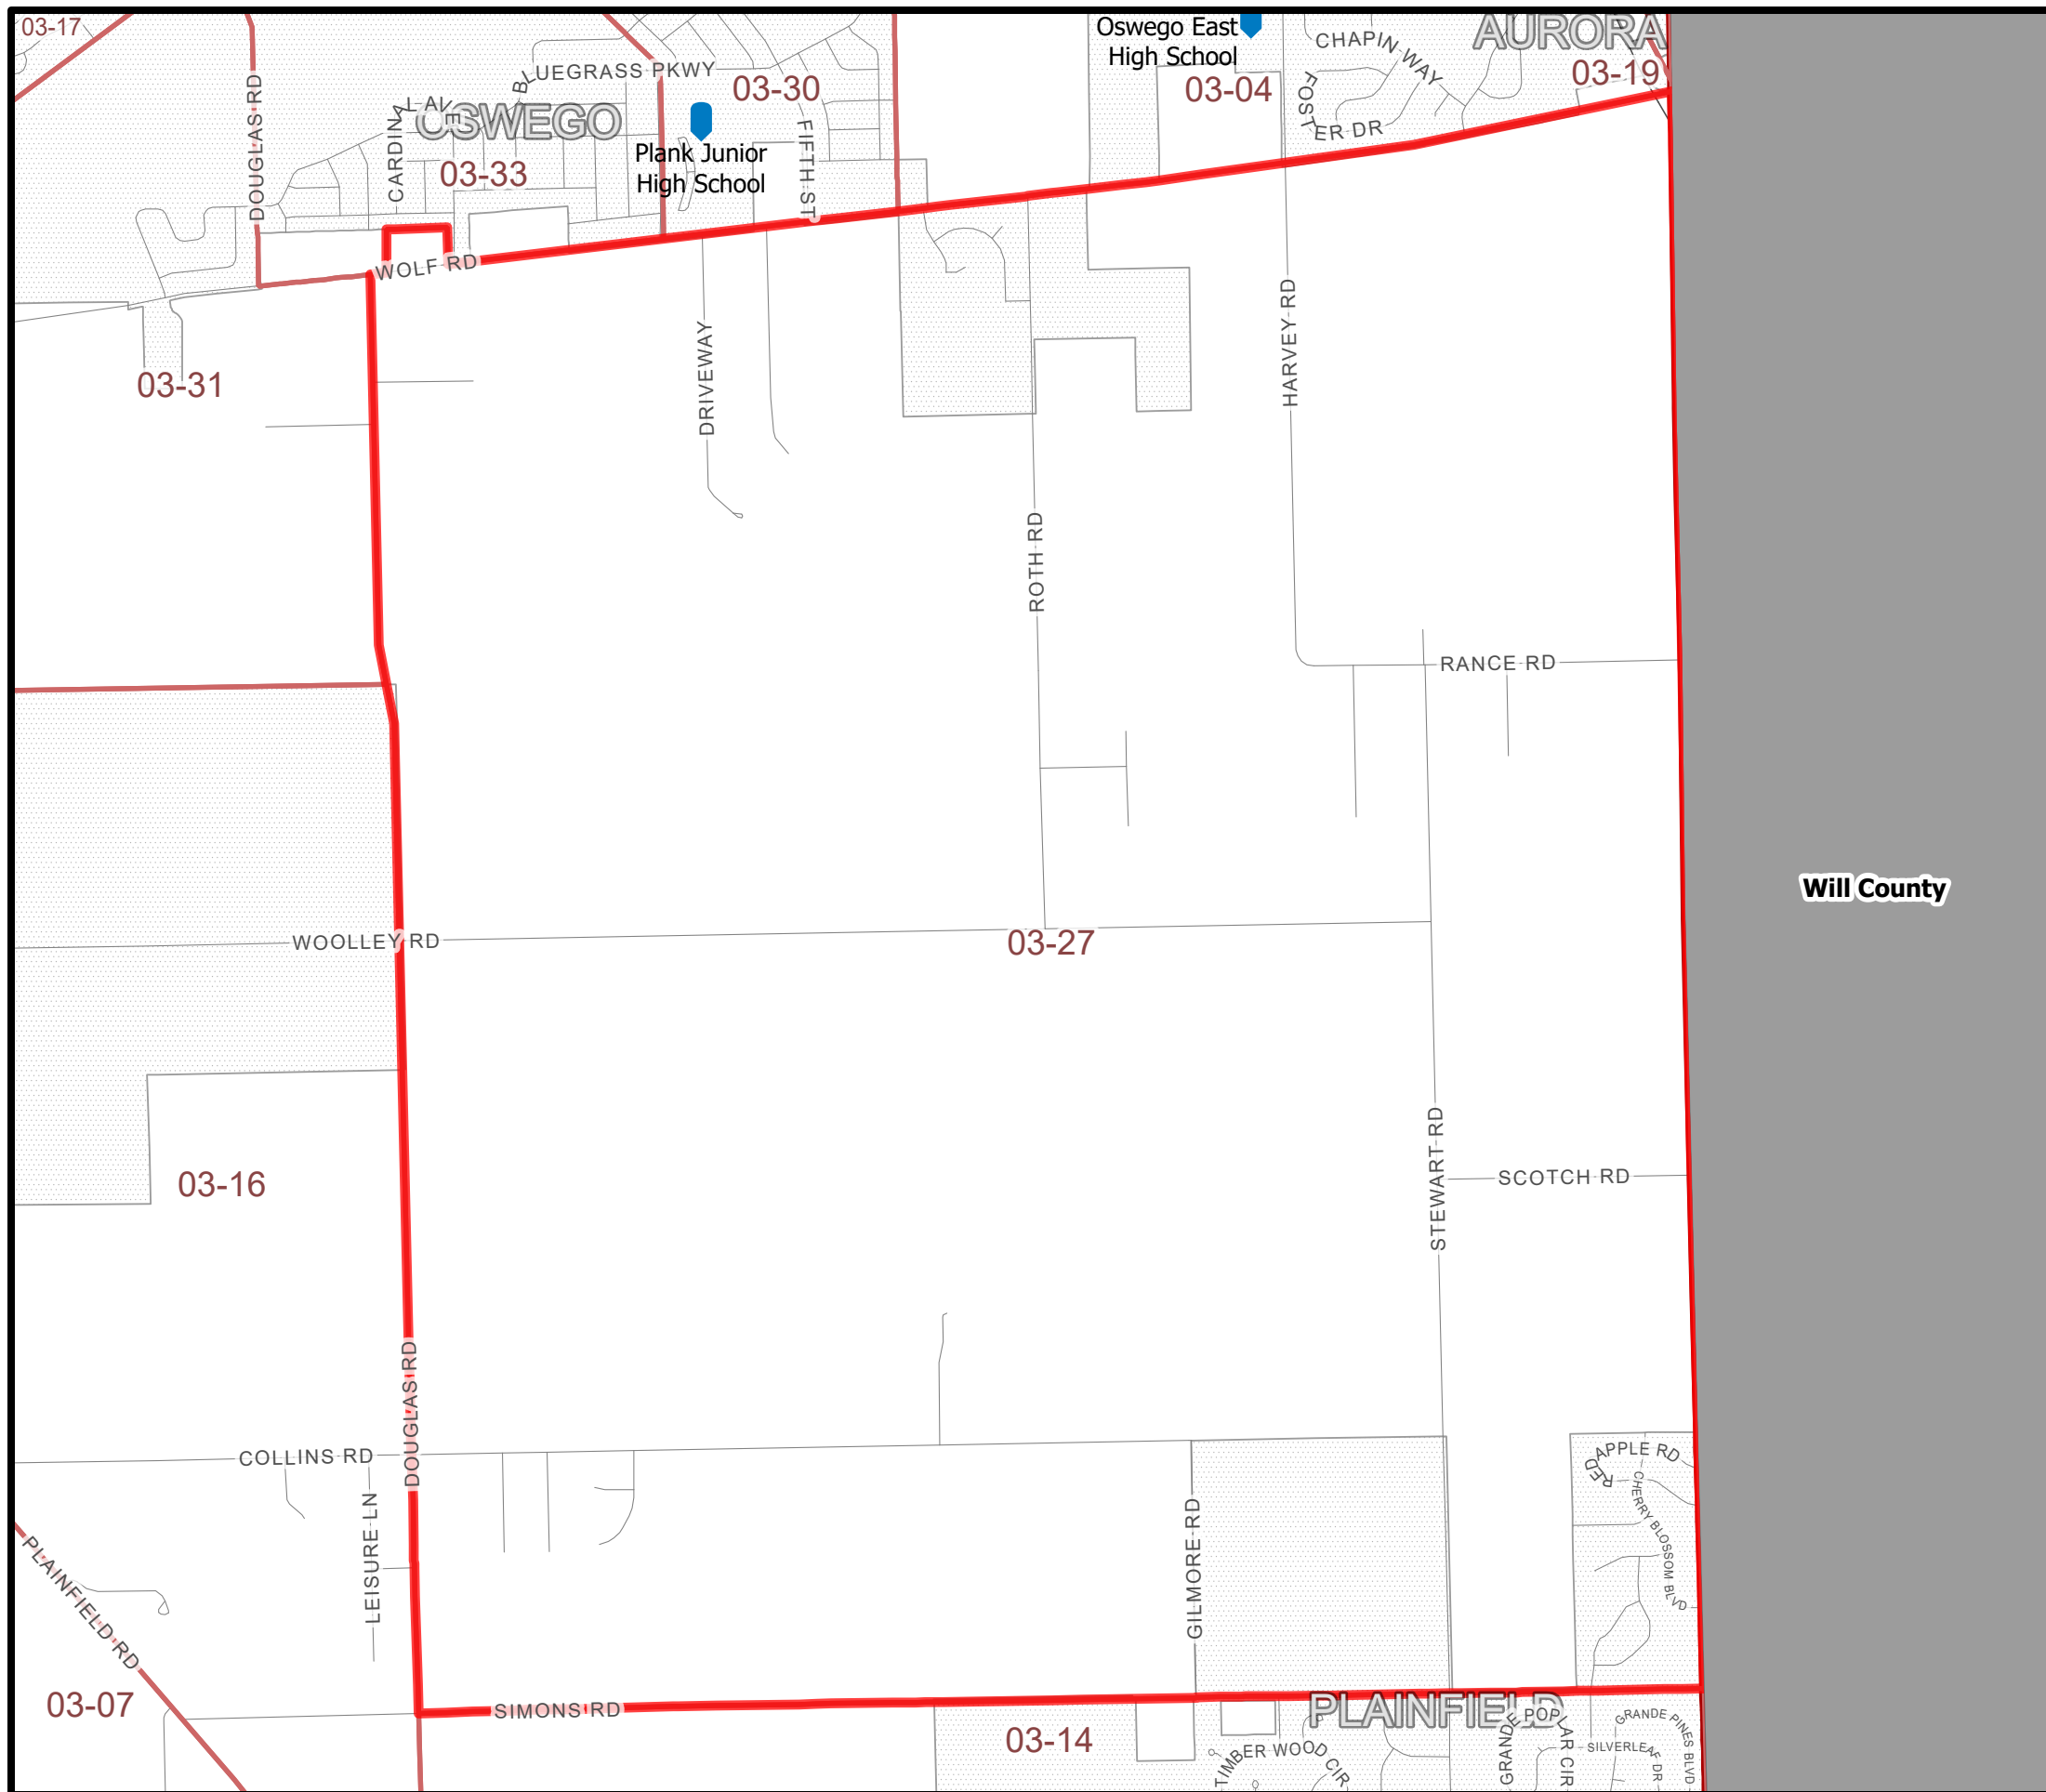 03-17
Oswego East
High School
AURORA
CHAPIN WAY
03-19
BLUEGRASS PKWY
03-30
03-04
FOSTER DR
DOUGLAS RD
CARDINAL AVE
OSWEGO
FIFTH ST
Plank Junior
High School
03-33
WOLF RD
03-31
DRIVEWAY
HARVEY RD
ROTH RD
RANCE RD
Will County
WOOLLEY RD
03-27
03-16
STEWART RD
SCOTCH RD
DOUGLAS RD
COLLINS RD
RED APPLE RD
CHERRY BLOSSOM BLVD
LEISURE LN
GILMORE RD
PLAINFIELD RD
03-07
SIMONS RD
PLAINFIELD
03-14
GRANDE POPLAR CIR
GRANDE PINES BLVD
TIMBER WOOD CIR
SILVERLEAF DR